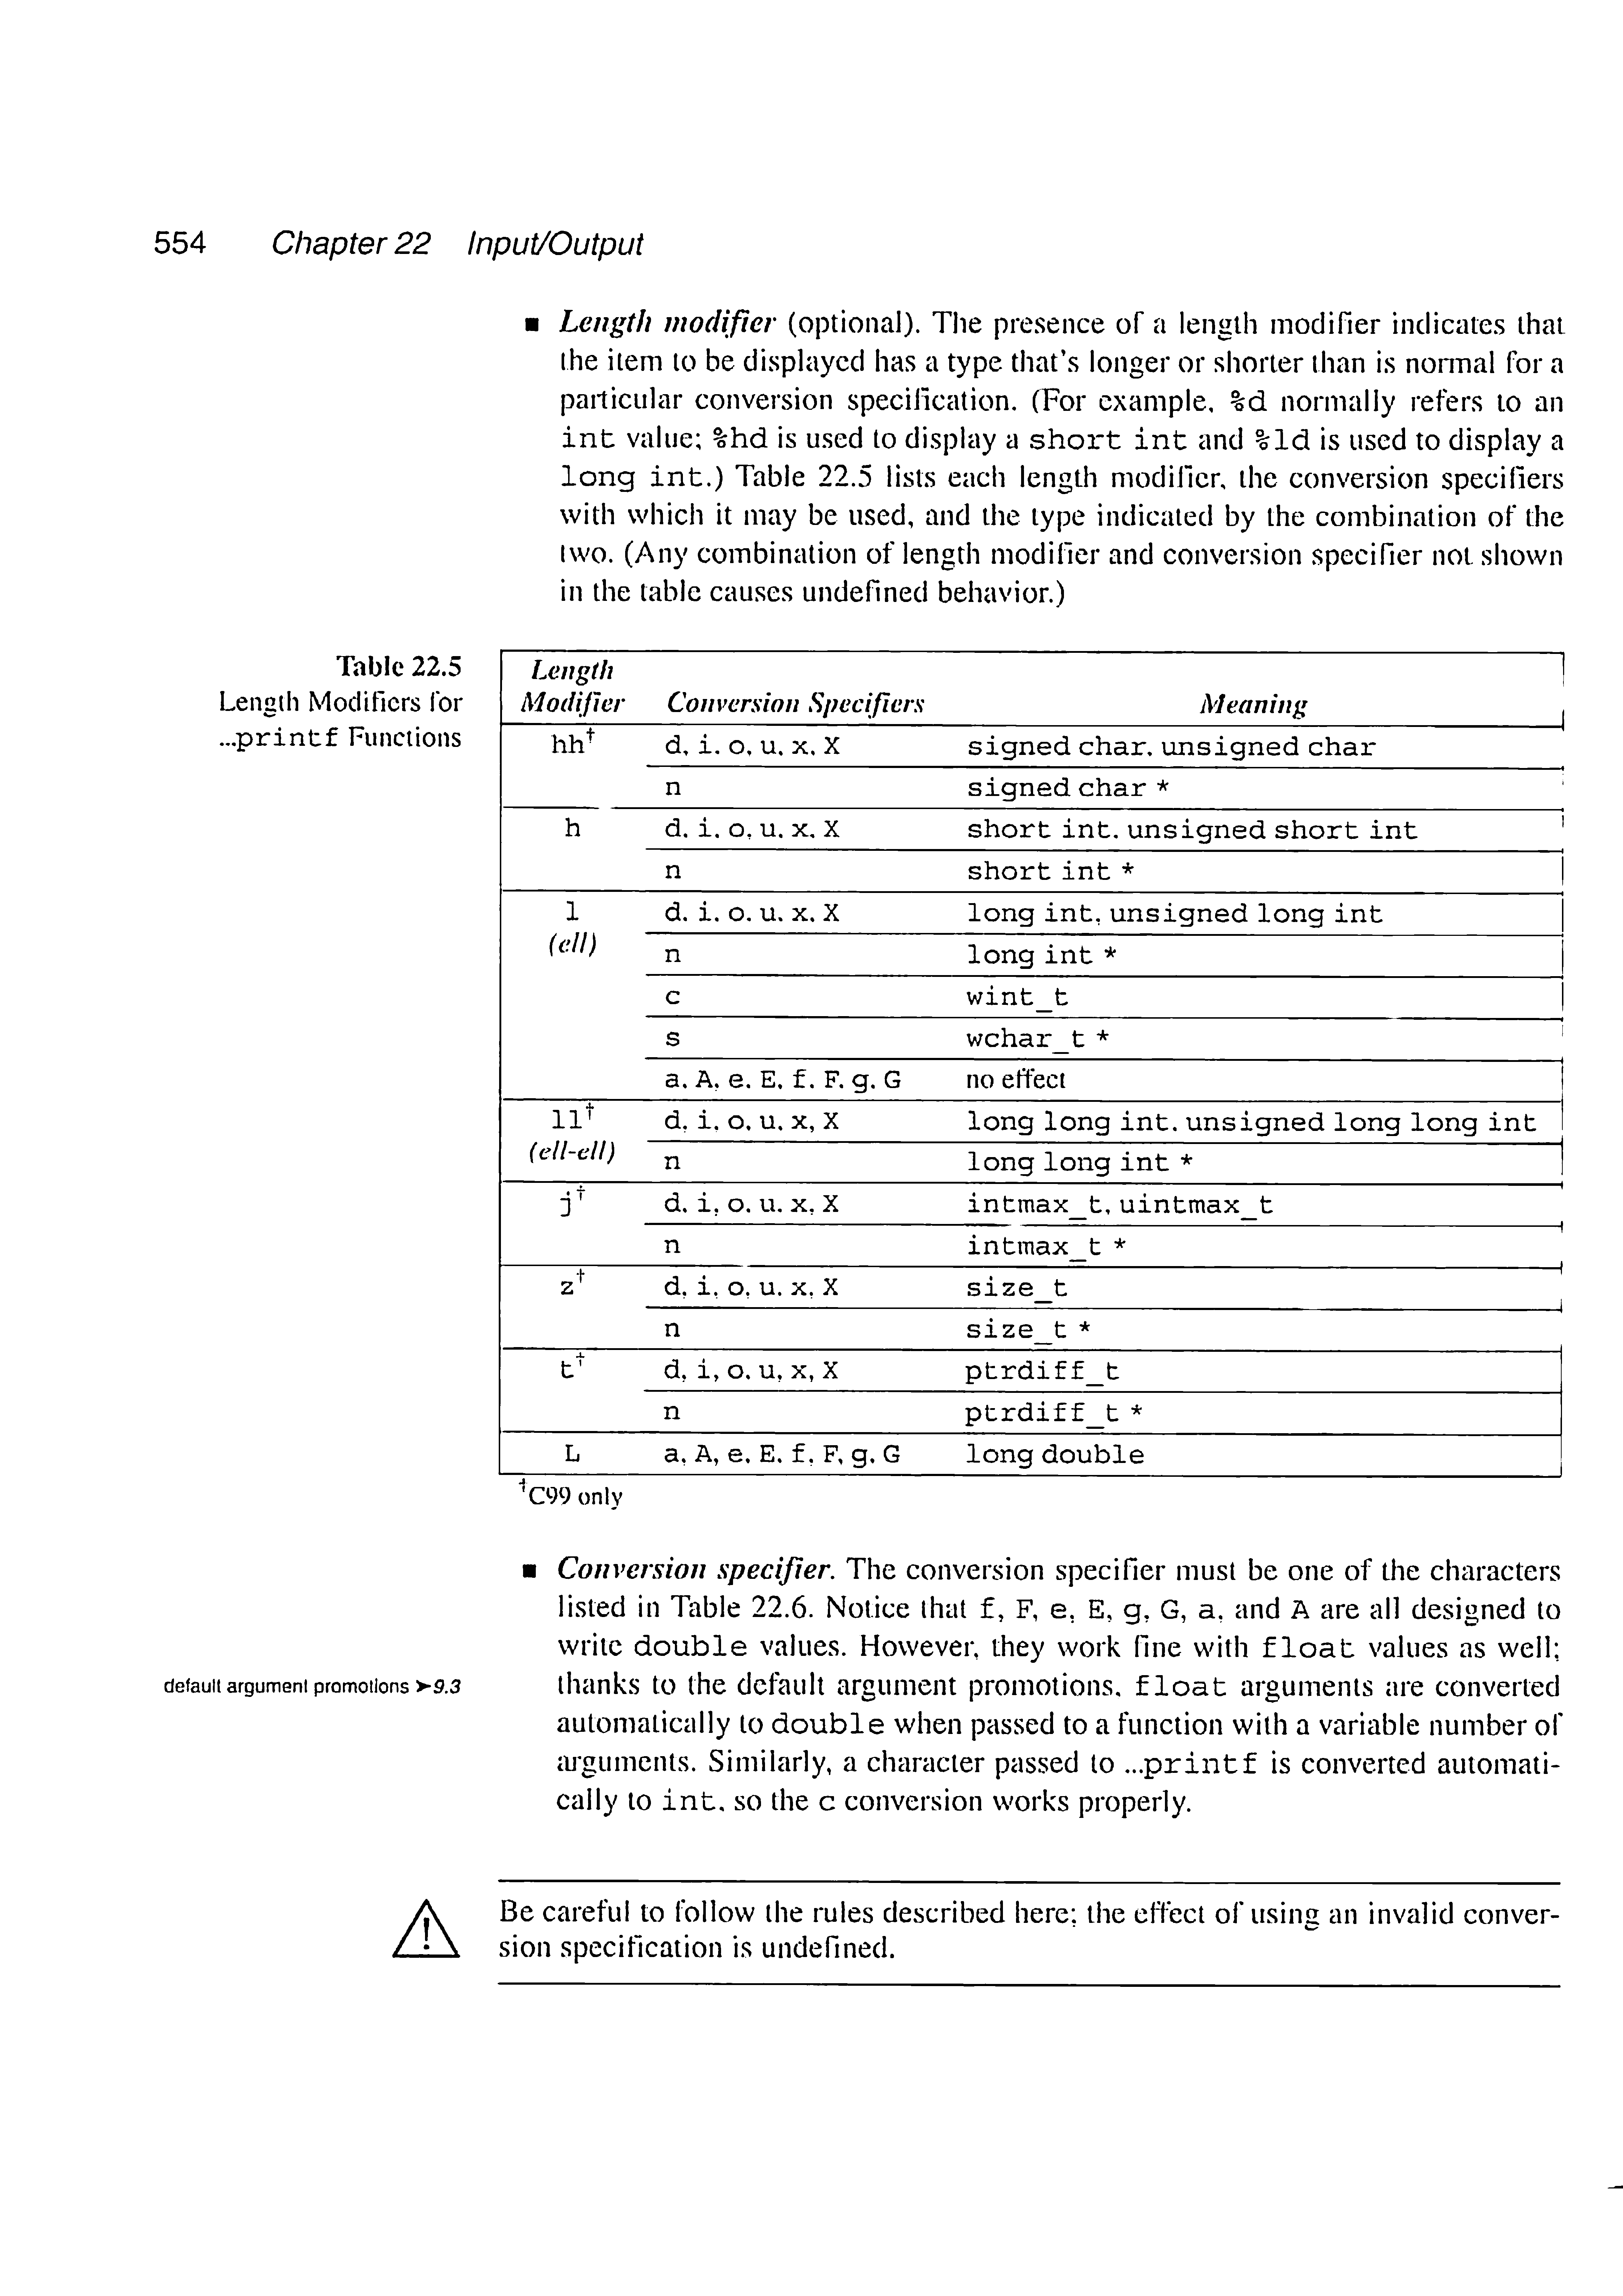 554 Chapter 22 Input/Output
■ Length modifier (optional). The presence of a length modifier indicates that
the item to be displayed has a type that's longer or shorter than is normal for a
particular conversion specification. (For example, %d normally refers to an
int value; %hd is used to display a short int and %ld is used to display a
long int.) Table 22.5 lists each length modifier, the conversion specifiers
with which it may be used, and the type indicated by the combination of the
two. (Any combination of length modifier and conversion specifier not shown
in the table causes undefined behavior.)
Table 22.5
Length Modifiers for
...printf Functions
Length
Modifier Conversion Specifiers Meaning
hh† d, i, o, u, x, X signed char, unsigned char
n signed char *
h d, i, o, u, x, X short int, unsigned short int
n short int *
l d, i, o, u, x, X long int, unsigned long int
(ell) n long int *
c wint_t
s wchar_t *
a, A, e, E, f, F, g, G no effect
ll† d, i, o, u, x, X long long int, unsigned long long int
(ell-ell) n long long int *
j† d, i, o, u, x, X intmax_t, uintmax_t
n intmax_t *
z† d, i, o, u, x, X size_t
n size_t *
t† d, i, o, u, x, X ptrdiff_t
n ptrdiff_t *
L a, A, e, E, f, F, g, G long double
†C99 only
■ Conversion specifier. The conversion specifier must be one of the characters
listed in Table 22.6. Notice that f, F, e, E, g, G, a, and A are all designed to
write double values. However, they work fine with float values as well;
default argument promotions ➤9.3 thanks to the default argument promotions, float arguments are converted
automatically to double when passed to a function with a variable number of
arguments. Similarly, a character passed to ...printf is converted automati-
cally to int, so the c conversion works properly.
Be careful to follow the rules described here; the effect of using an invalid conver-
sion specification is undefined.